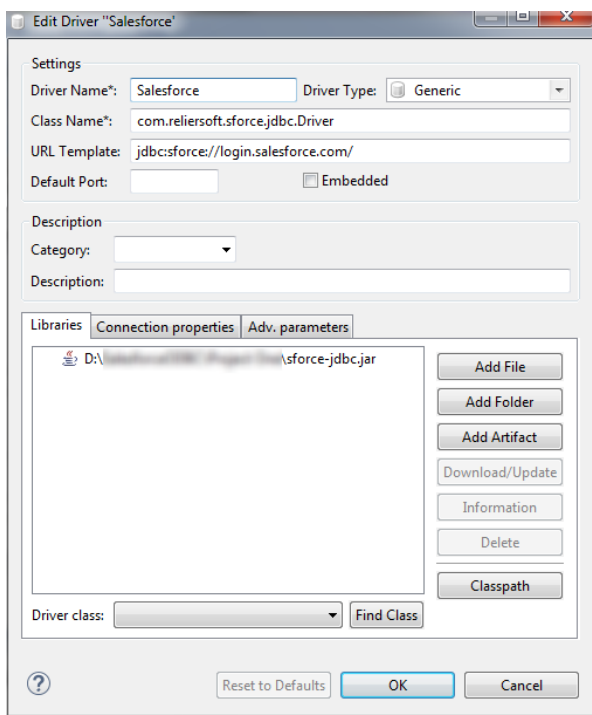 Edit Driver "Salesforce'
Settings
Driver Name*: Salesforce Driver Type: Generic
Class Name*: com.reliersoft.sforce.jdbc.Driver
URL Template: jdbc:sforce://login.salesforce.com/
Default Port: Embedded
Description
Category:
Description:
Libraries Connection properties Adv. parameters
D:\ \sforce-jdbc.jar
Add File
Add Folder
Add Artifact
Download/Update
Information
Delete
Classpath
Driver class: Find Class
? Reset to Defaults OK Cancel